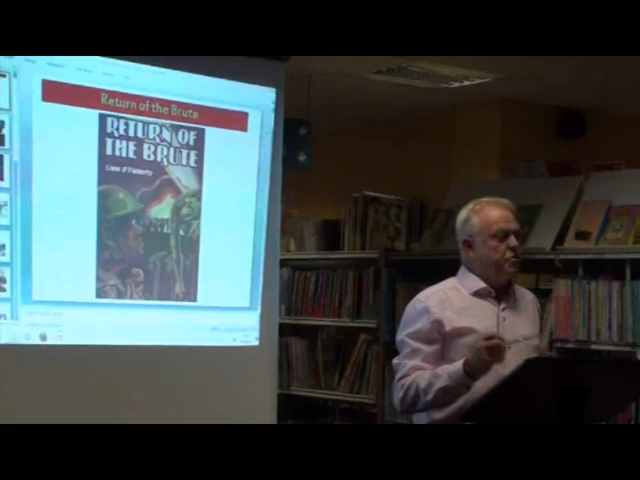 Return of the Brute
RETURN OF
THE BRUTE
Liam O'Flaherty